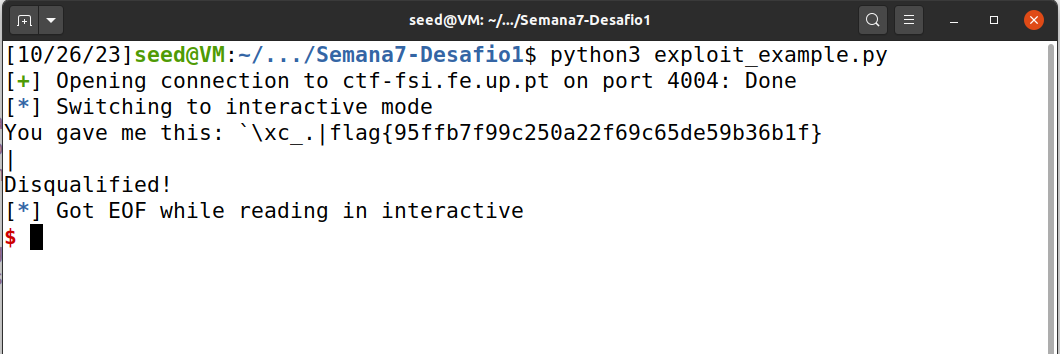 seed@VM: ~/.../Semana7-Desafio1
[10/26/23]seed@VM:~/.../Semana7-Desafio1$ python3 exploit_example.py
[+] Opening connection to ctf-fsi.fe.up.pt on port 4004: Done
[*] Switching to interactive mode
You gave me this: `\xc_.|flag{95ffb7f99c250a22f69c65de59b36b1f}
|
Disqualified!
[*] Got EOF while reading in interactive
$